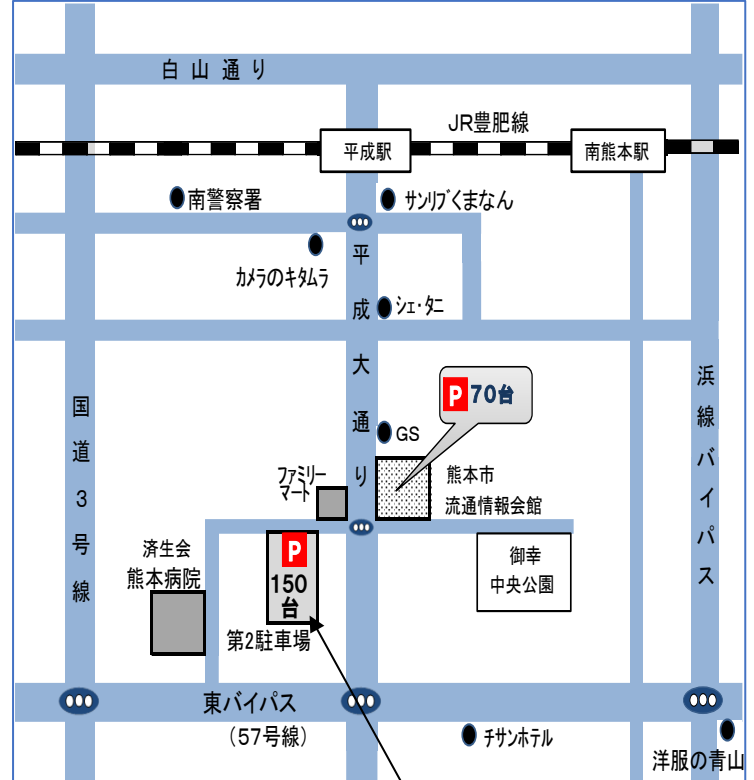 白山通り
JR豊肥線
平成駅
南熊本駅
南警察署
サンリブくまなん
カメラのキタムラ
シェ・タニ
平成大通り
国道3号線
浜線バイパス
P 70台
GS
ファミリー
マート
熊本市
流通情報会館
済生会
熊本病院
P
150
台
第2駐車場
御幸
中央公園
東バイパス
(57号線)
チサンホテル
洋服の青山